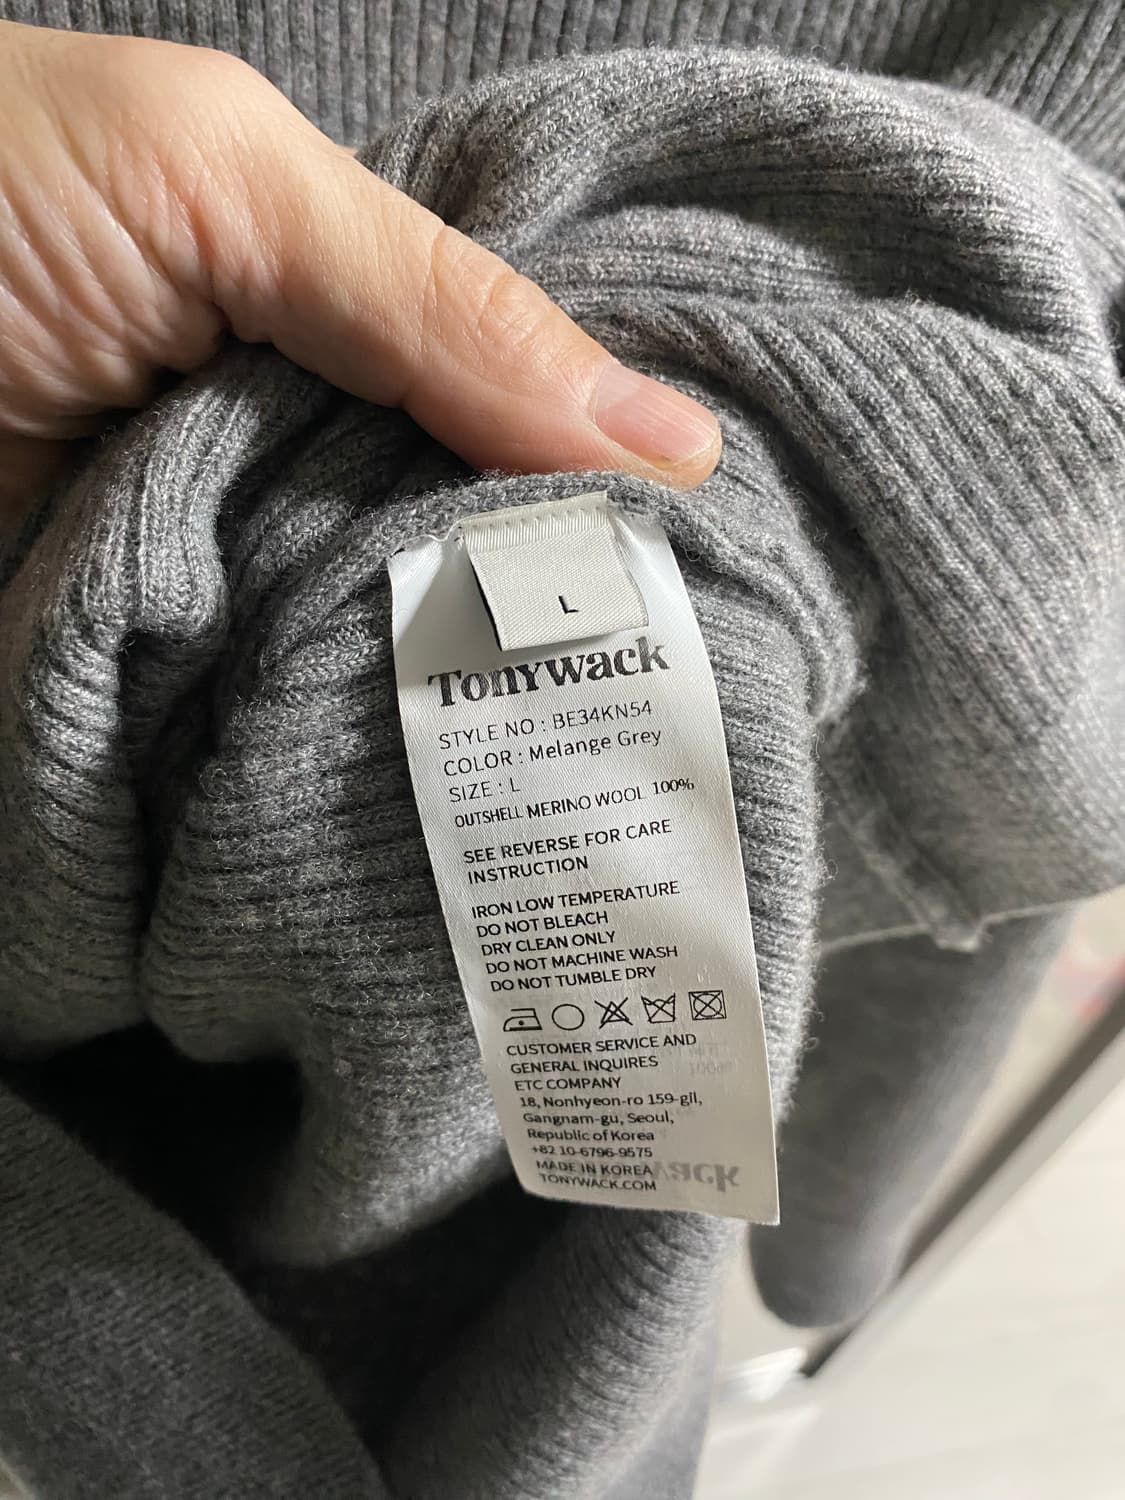 L
Tonywack
STYLE NO : BE34KN54
COLOR : Melange Grey
SIZE : L
OUTSHELL MERINO WOOL 100%
SEE REVERSE FOR CARE
INSTRUCTION
IRON LOW TEMPERATURE
DO NOT BLEACH
DRY CLEAN ONLY
DO NOT MACHINE WASH
DO NOT TUMBLE DRY
CUSTOMER SERVICE AND
GENERAL INQUIRES
ETC COMPANY
18, Nonhyeon-ro 159-gil,
Gangnam-gu, Seoul,
Republic of Korea
+82 10-6796-9575
MADE IN KOREA
TONYWACK.COM